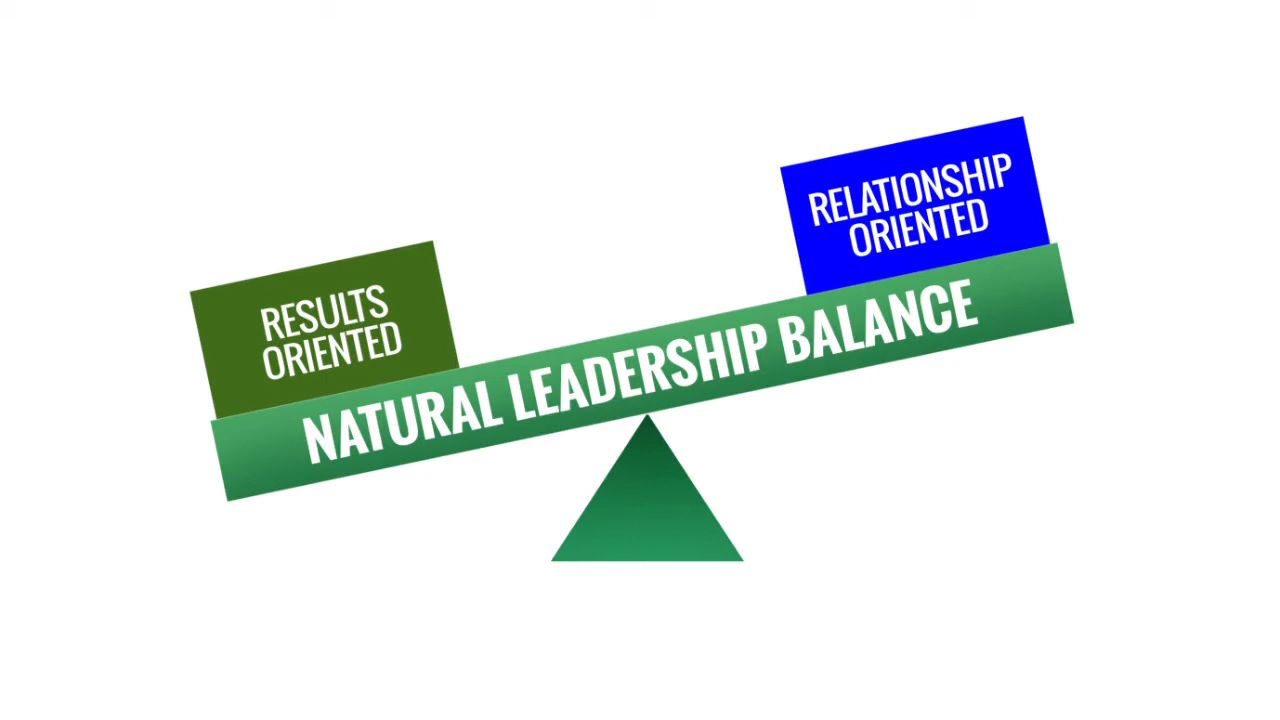 RESULTS
ORIENTED
RELATIONSHIP
ORIENTED
NATURAL LEADERSHIP BALANCE